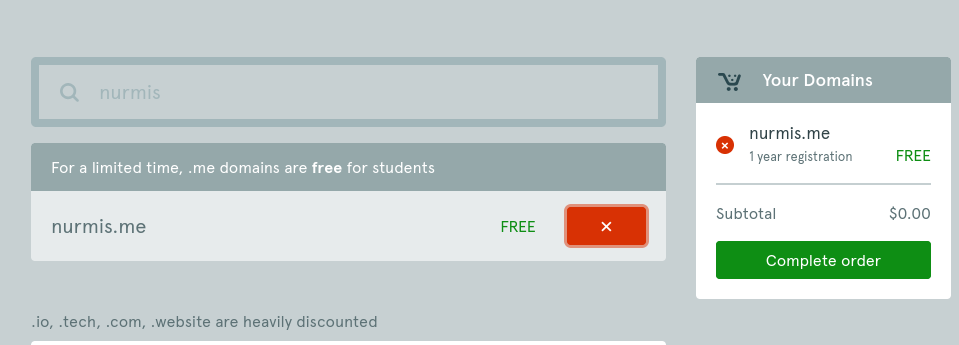 nurmis
For a limited time, .me domains are free for students
nurmis.me FREE
.io, .tech, .com, .website are heavily discounted
Your Domains
nurmis.me
1 year registration FREE
Subtotal $0.00
Complete order